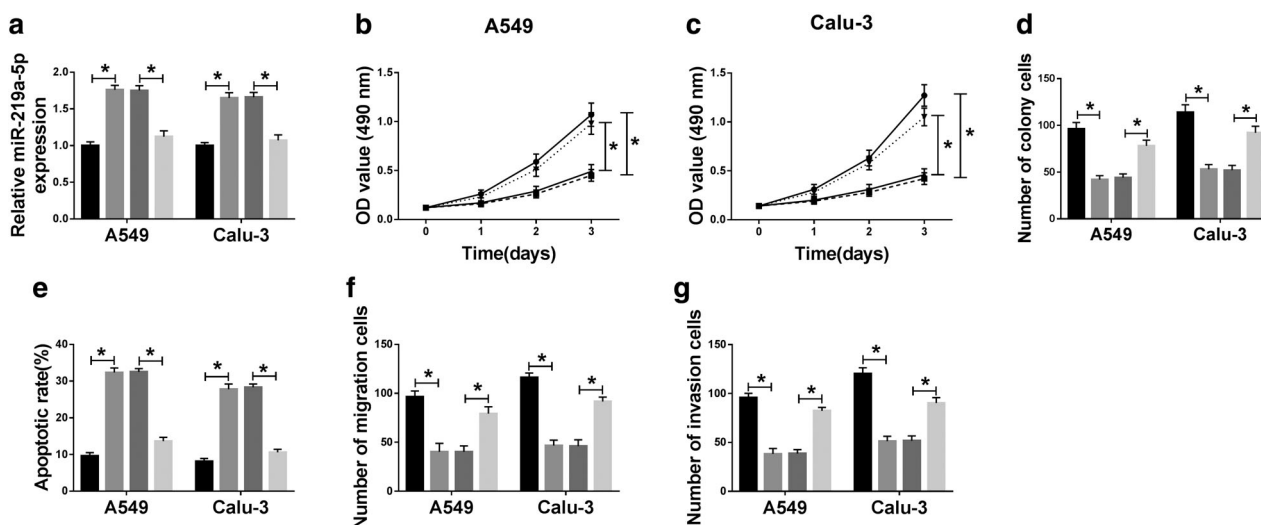 a
Relative miR-219a-5p
expression
2.0
1.5
1.0
0.5
0.0
* * * *
A549 Calu-3
b
A549
OD value (490 nm)
1.5
1.0
0.5
0.0
* *
0 1 2 3
Time(days)
c
Calu-3
OD value (490 nm)
1.5
1.0
0.5
0.0
* *
0 1 2 3
Time(days)
d
Number of colony cells
150
100
50
0
* * * *
A549 Calu-3
e
Apoptotic rate(%)
40
30
20
10
0
* * * *
A549 Calu-3
f
Number of migration cells
150
100
50
0
* * * *
A549 Calu-3
g
Number of invasion cells
150
100
50
0
* * * *
A549 Calu-3